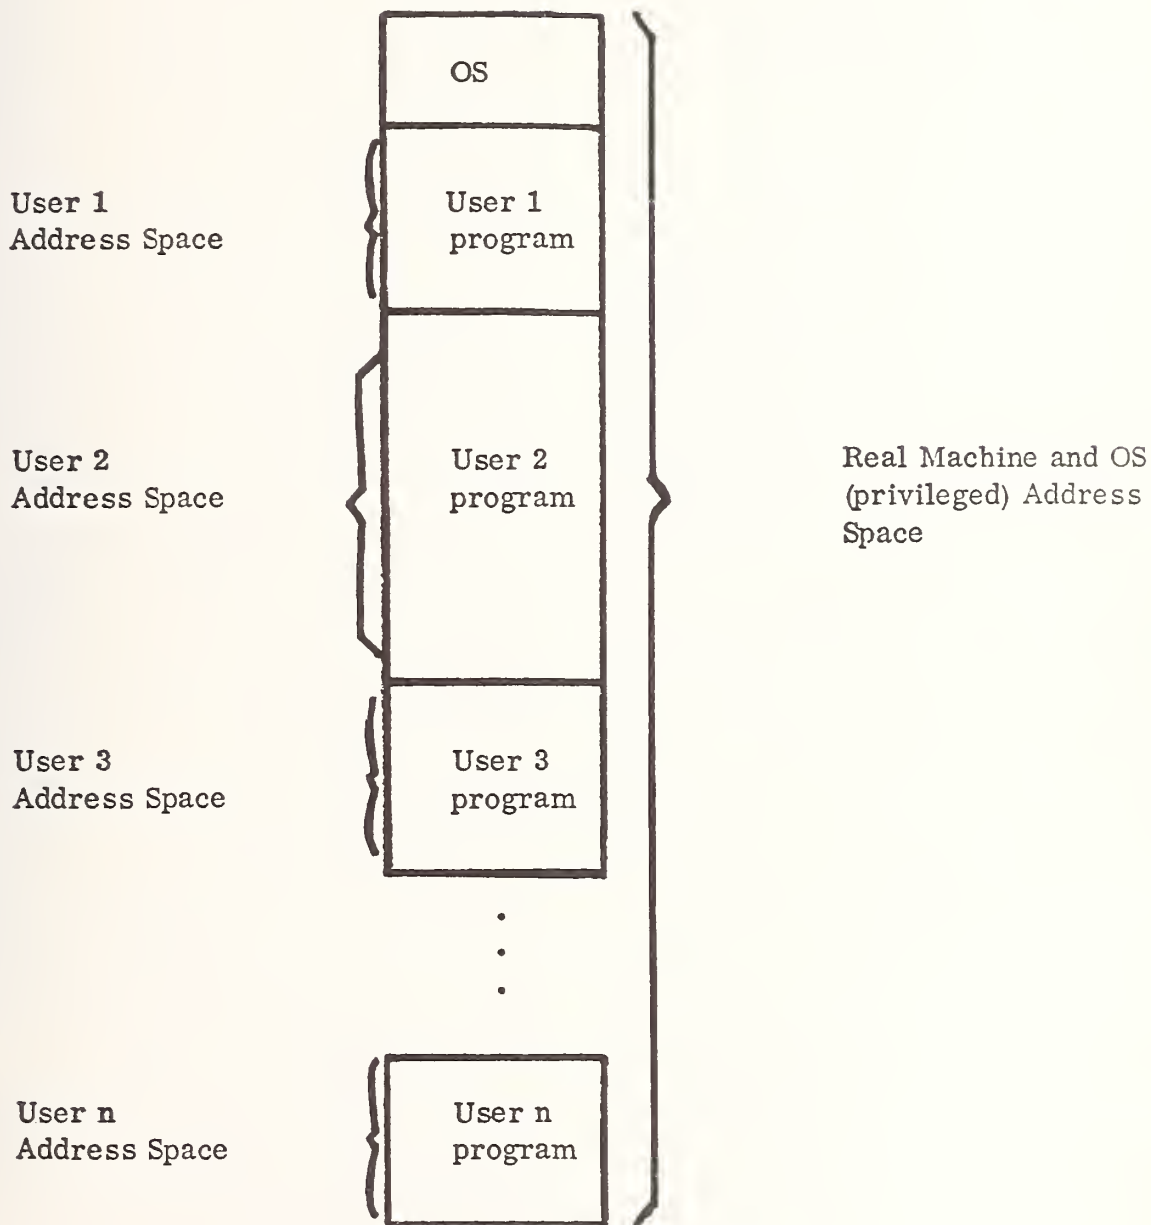 OS
User 1
Address Space
User 1
program
User 2
Address Space
User 2
program
Real Machine and OS
(privileged) Address
Space
User 3
Address Space
User 3
program
.
.
.
User n
Address Space
User n
program